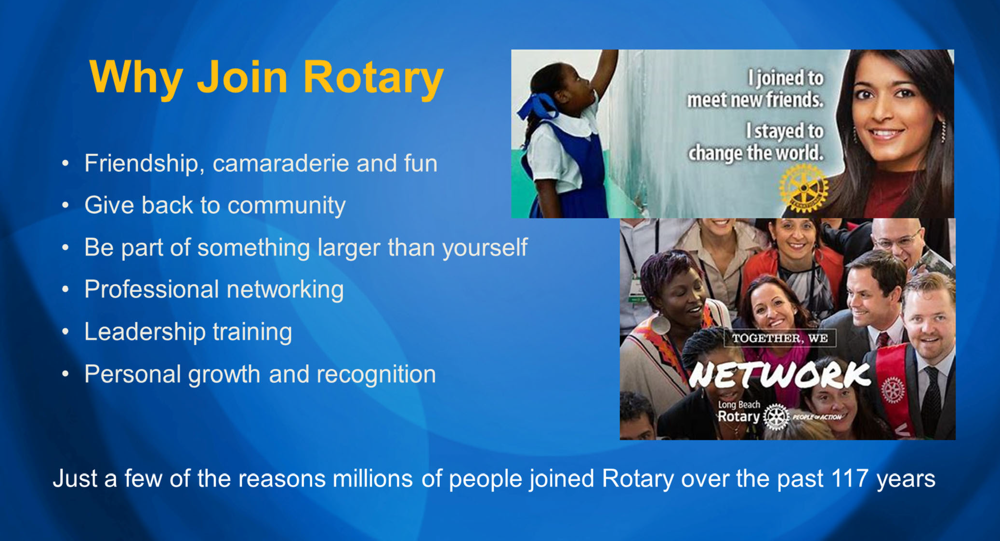 Why Join Rotary
• Friendship, camaraderie and fun
• Give back to community
• Be part of something larger than yourself
• Professional networking
• Leadership training
• Personal growth and recognition
I joined to
meet new friends.
I stayed to
change the world.
TOGETHER, WE
NETWORK
Long Beach
Rotary
PEOPLE OF ACTION
Just a few of the reasons millions of people joined Rotary over the past 117 years